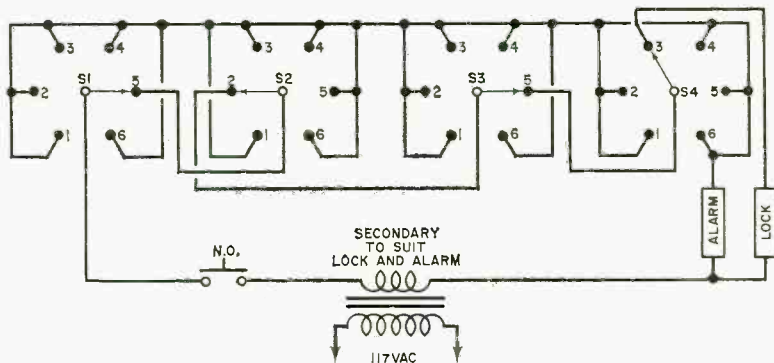 3 4 3 4 3 4 3 4
2 S1 5 2 S2 5 2 S3 5 2 S4 5
1 6 1 6 1 6 1 6
ALARM
LOCK
N.O.
SECONDARY
TO SUIT
LOCK AND ALARM
117VAC